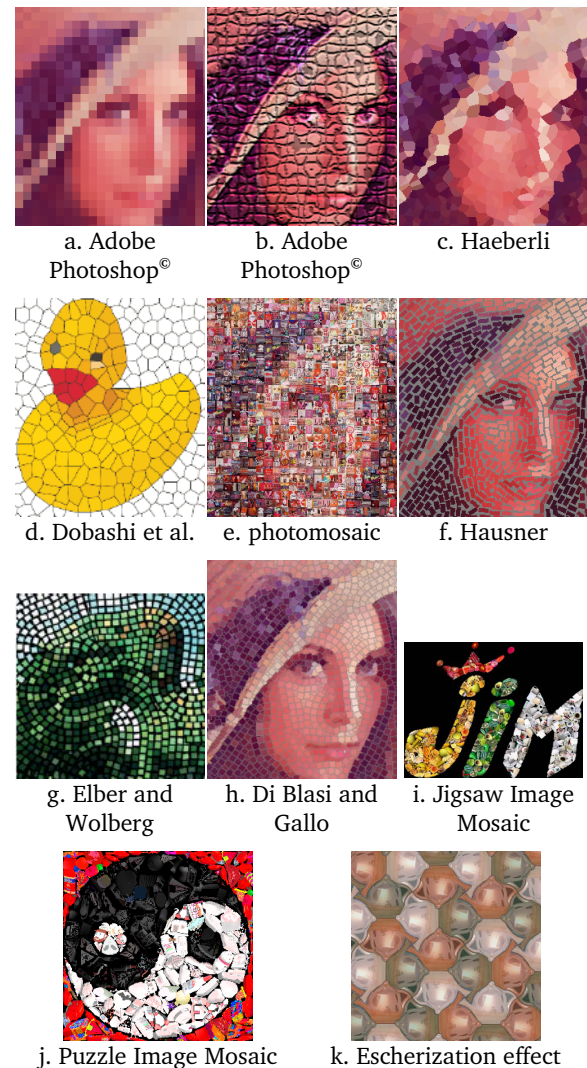 a. Adobe
Photoshop©
b. Adobe
Photoshop©
c. Haeberli
d. Dobashi et al.
e. photomosaic
f. Hausner
g. Elber and
Wolberg
h. Di Blasi and
Gallo
i. Jigsaw Image
Mosaic
JiM
j. Puzzle Image Mosaic
k. Escherization effect